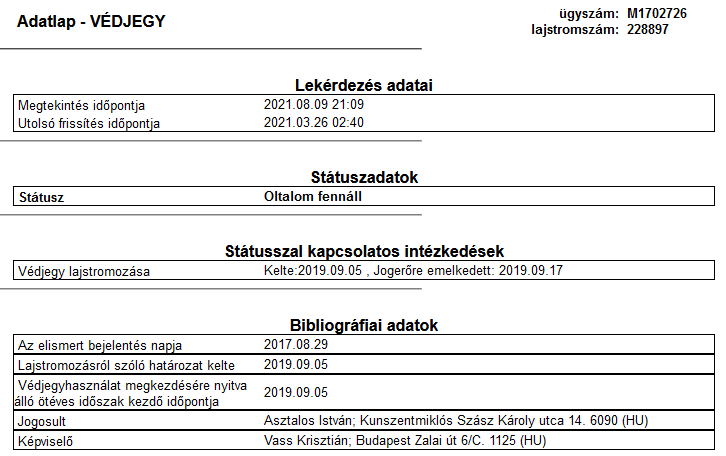 Adatlap - VÉDJEGY
ügyszám: M1702726
lajstromszám: 228897
Lekérdezés adatai
Megtekintés időpontja 2021.08.09 21:09
Utolsó frissítés időpontja 2021.03.26 02:40
Státuszadatok
Státusz Oltalom fennáll
Státusszal kapcsolatos intézkedések
Védjegy lajstromozása Kelte:2019.09.05 , Jogerőre emelkedett: 2019.09.17
Bibliográfiai adatok
Az elismert bejelentés napja 2017.08.29
Lajstromozásról szóló határozat kelte 2019.09.05
Védjegyhasználat megkezdésére nyitva
álló ötéves időszak kezdő időpontja 2019.09.05
Jogosult Asztalos István; Kunszentmiklós Szász Károly utca 14. 6090 (HU)
Képviselő Vass Krisztián; Budapest Zalai út 6/C. 1125 (HU)